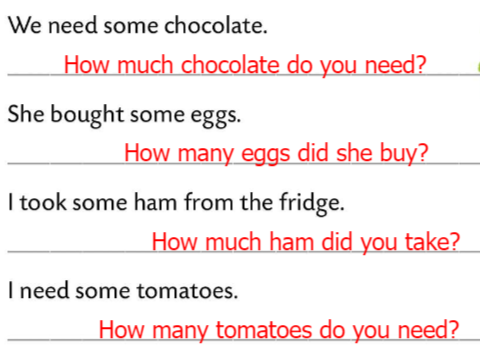 We need some chocolate.
How much chocolate do you need?
She bought some eggs.
How many eggs did she buy?
I took some ham from the fridge.
How much ham did you take?
I need some tomatoes.
How many tomatoes do you need?